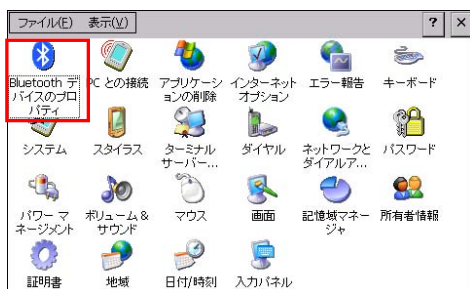 ファイル(F) 表示(V) ? ×
Bluetooth デ
バイスのプロ
パティ
PC との接続
アプリケーシ
ョンの削除
インターネット
オプション
エラー報告
キーボード
システム
スタイラス
ターミナル
サーバー...
ダイヤル
ネットワークと
ダイヤルア...
パスワード
パワー マ
ネージメント
ボリューム &
サウンド
マウス
画面
記憶域マネー
ジャ
所有者情報
証明書
地域
日付/時刻
入力パネル